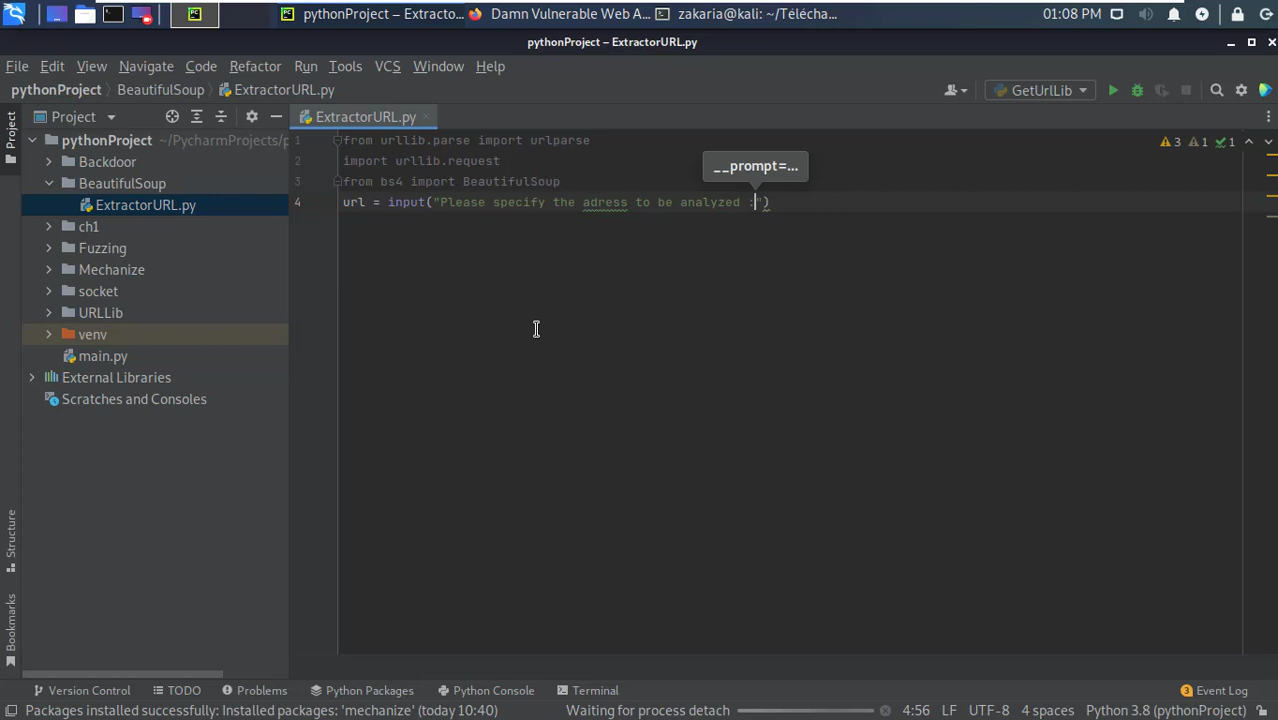 pythonProject – Extractо...
Damn Vulnerable Web A...
zakaria@kali: ~/Télécha...
01:08 PM
pythonProject – ExtractorURL.py
File Edit View Navigate Code Refactor Run Tools VCS Window Help
pythonProject BeautifulSoup ExtractorURL.py
GetUrlLib
Project
Project
ExtractorURL.py
pythonProject ~/PycharmProjects/p
Backdoor
BeautifulSoup
ExtractorURL.py
ch1
Fuzzing
Mechanize
socket
URLLib
venv
main.py
External Libraries
Scratches and Consoles
1 from urllib.parse import urlparse
2 import urllib.request
3 from bs4 import BeautifulSoup
4 url = input("Please specify the adress to be analyzed :")
__prompt=...
3 1 1
Structure
Bookmarks
Version Control TODO Problems Python Packages Python Console Terminal
3 Event Log
Packages installed successfully: Installed packages: 'mechanize' (today 10:40)
Waiting for process detach
4:56 LF UTF-8 4 spaces Python 3.8 (pythonProject)